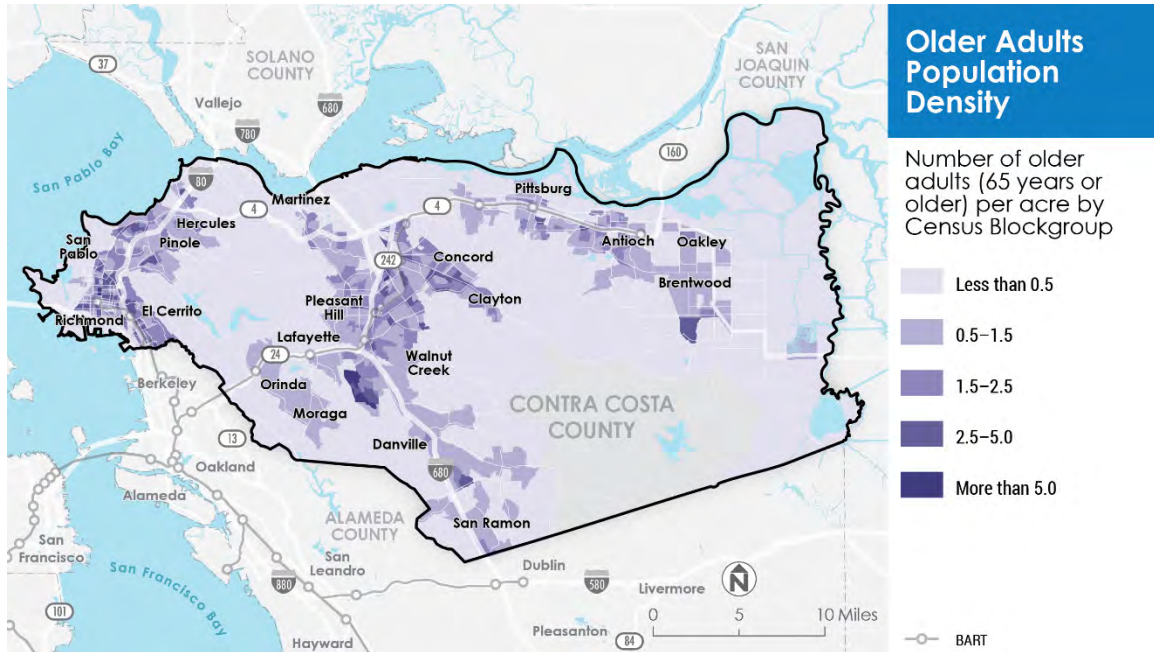 SOLANO
COUNTY
SAN
JOAQUIN
COUNTY
37
680
Vallejo
780
160
San Pablo Bay
80
Martinez
4
4
Pittsburg
Hercules
San
Pablo
Pinole
Antioch
Oakley
242
Concord
Brentwood
Clayton
Richmond
El Cerrito
Pleasant
Hill
Lafayette
24
Walnut
Creek
Berkeley
Orinda
Moraga
CONTRA COSTA
COUNTY
13
Danville
Oakland
680
Alameda
San Ramon
ALAMEDA
COUNTY
San
Francisco
San
Leandro
Dublin
880
580
Livermore
N
San Francisco Bay
101
0 5 10 Miles
Pleasanton
84
Hayward
Older Adults
Population
Density
Number of older
adults (65 years or
older) per acre by
Census Blockgroup
Less than 0.5
0.5–1.5
1.5–2.5
2.5–5.0
More than 5.0
BART